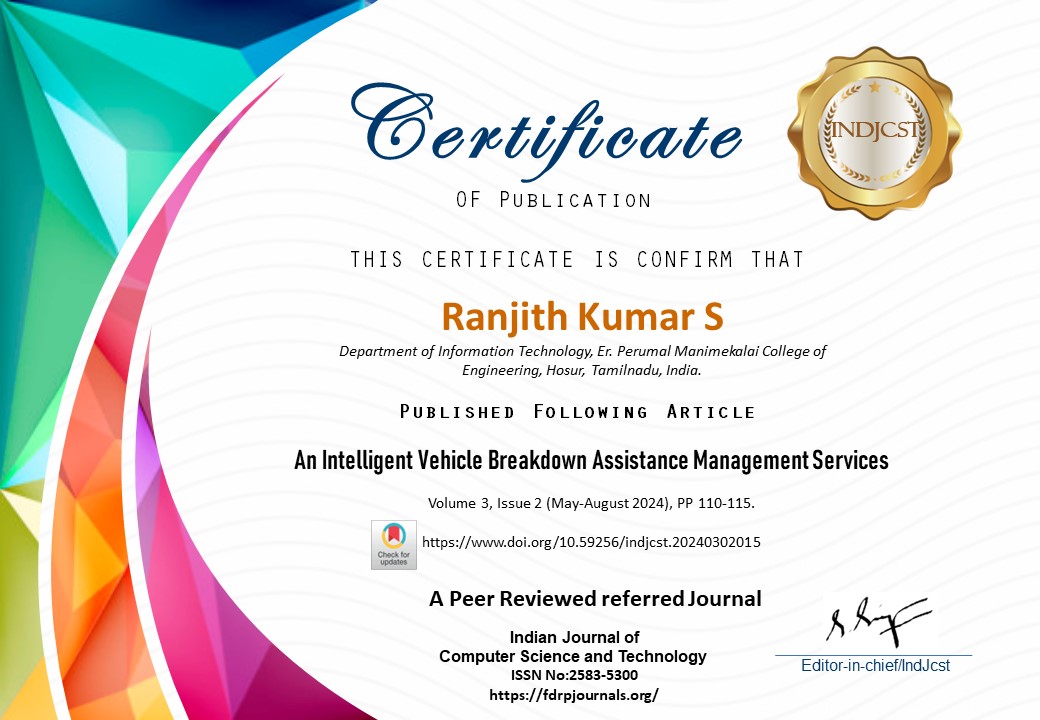 Certificate
OF PUBLICATION
INDJCST
THIS CERTIFICATE IS CONFIRM THAT
Ranjith Kumar S
Department of Information Technology, Er. Perumal Manimekalai College of
Engineering, Hosur, Tamilnadu, India.
PUBLISHED FOLLOWING ARTICLE
An Intelligent Vehicle Breakdown Assistance Management Services
Volume 3, Issue 2 (May-August 2024), PP 110-115.
Check for
updates
https://www.doi.org/10.59256/indjcst.20240302015
A Peer Reviewed referred Journal
Indian Journal of
Computer Science and Technology
ISSN No:2583-5300
https://fdrpjournals.org/
Editor-in-chief/IndJcst